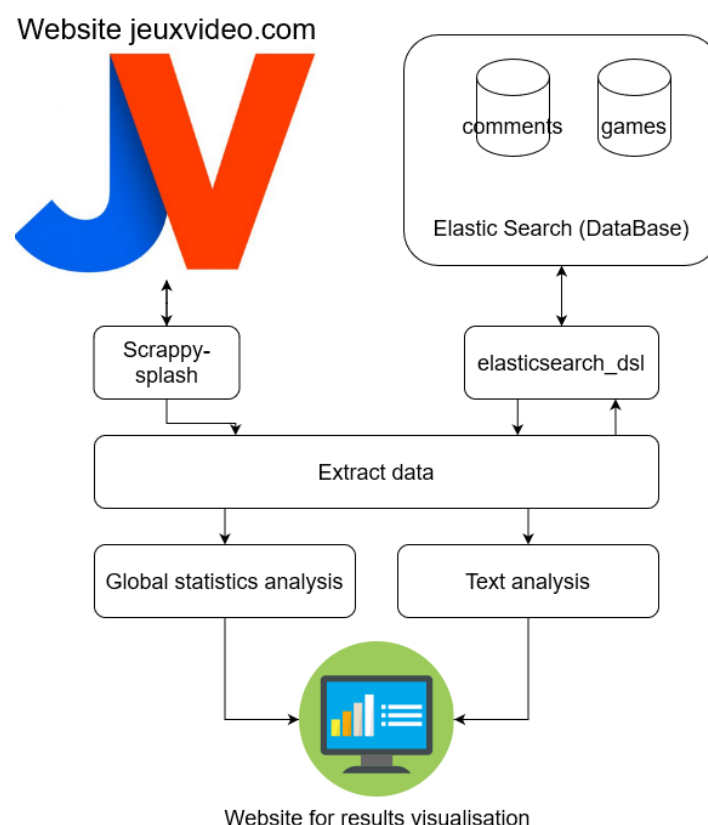 Website jeuxvideo.com
JV
comments games
Elastic Search (DataBase)
Scrappy-
splash
elasticsearch_dsl
Extract data
Global statistics analysis
Text analysis
Website for results visualisation